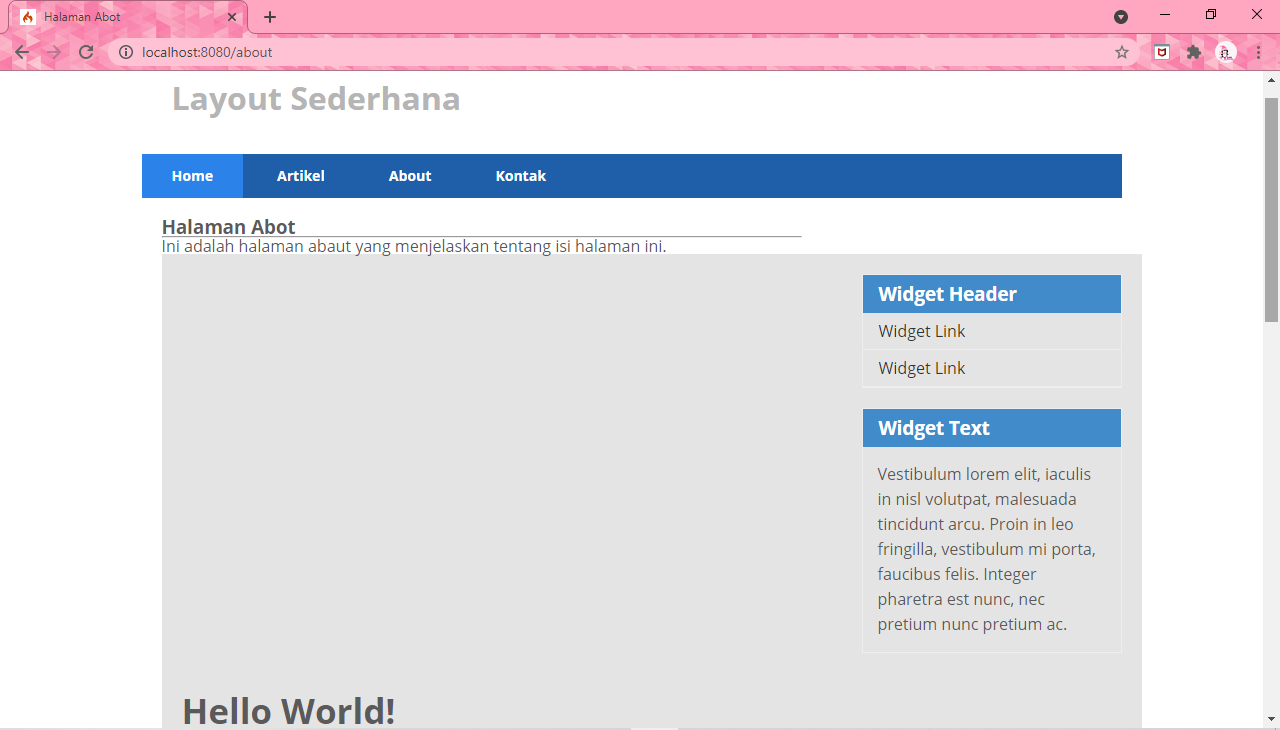 Halaman Abot
localhost:8080/about
Layout Sederhana
Home Artikel About Kontak
Halaman Abot
Ini adalah halaman abaut yang menjelaskan tentang isi halaman ini.
Widget Header
Widget Link
Widget Link
Widget Text
Vestibulum lorem elit, iaculis
in nisl volutpat, malesuada
tincidunt arcu. Proin in leo
fringilla, vestibulum mi porta,
faucibus felis. Integer
pharetra est nunc, nec
pretium nunc pretium ac.
Hello World!